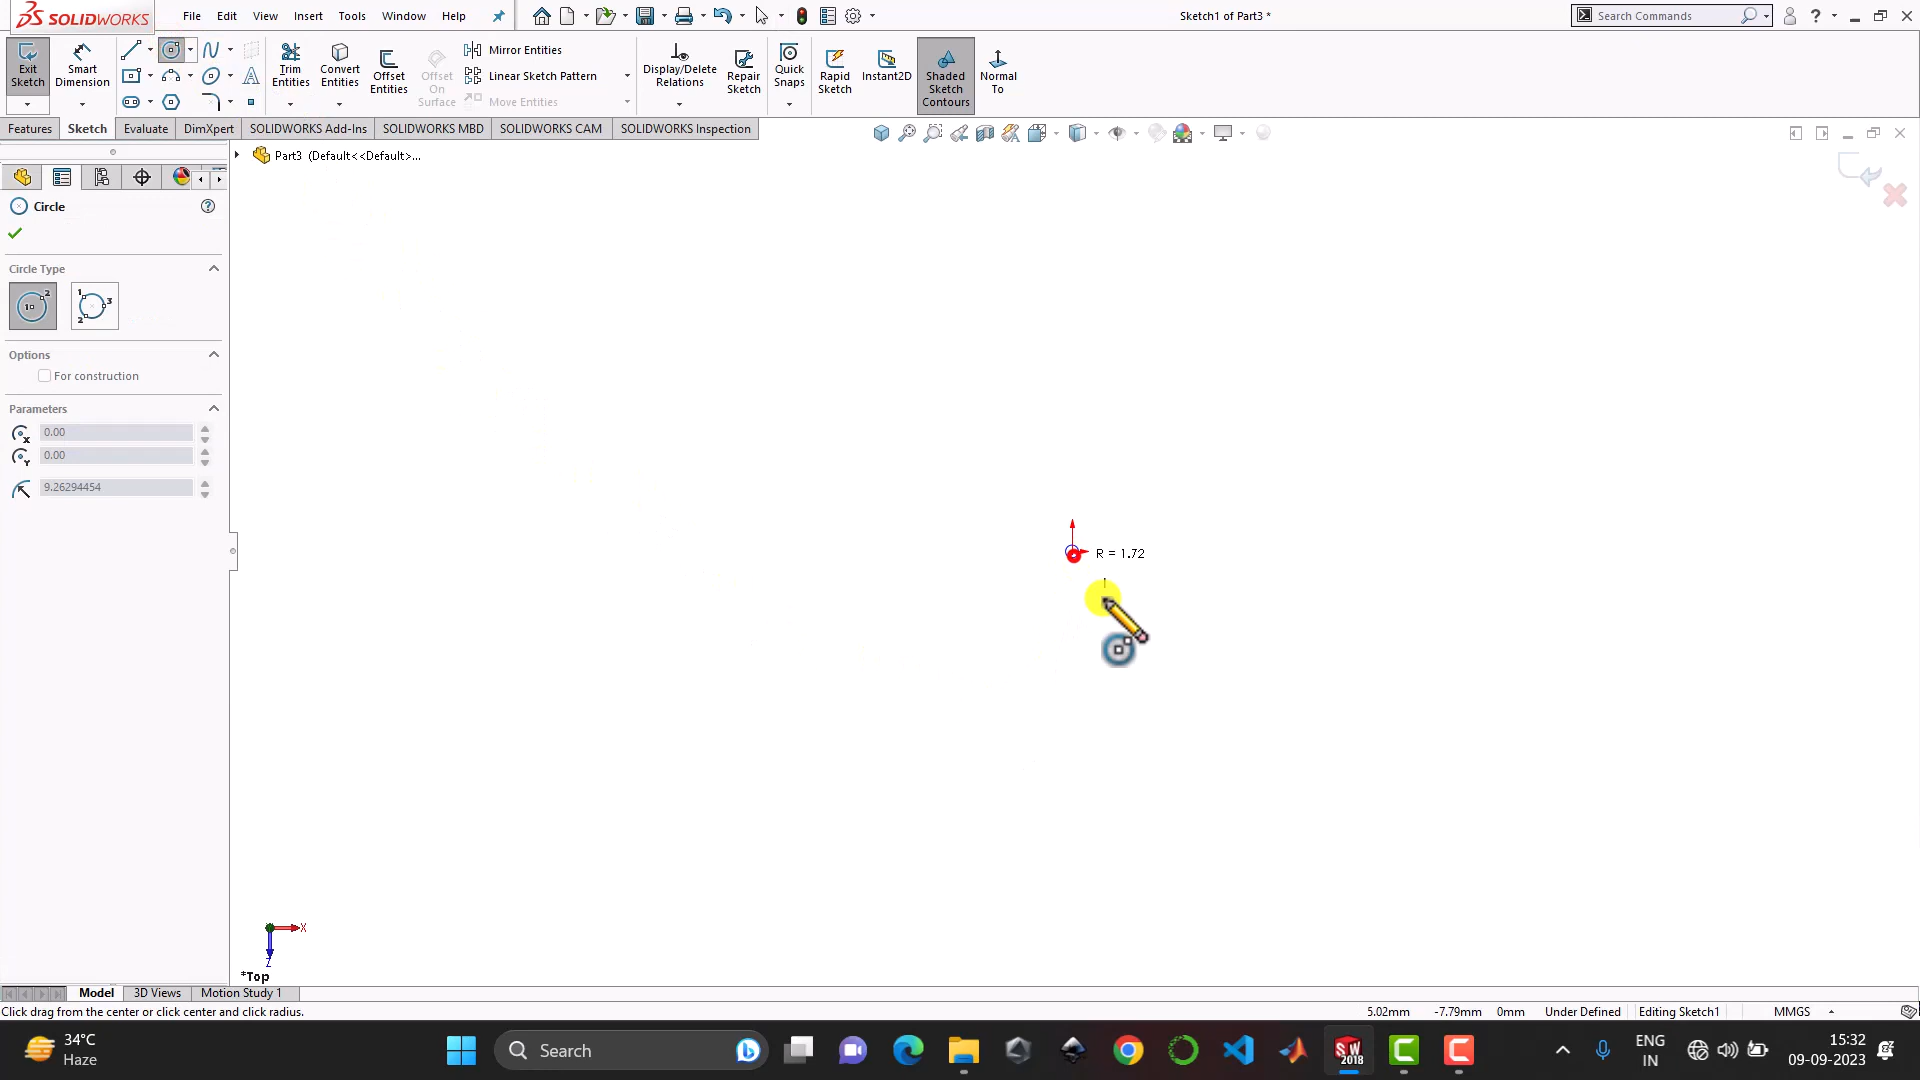 SOLIDWORKS
File Edit View Insert Tools Window Help
Sketch1 of Part3 *
Search Commands
Exit Sketch
Smart Dimension
Trim Entities
Convert Entities
Offset Entities
Offset On Surface
Mirror Entities
Linear Sketch Pattern
Move Entities
Display/Delete Relations
Repair Sketch
Quick Snaps
Rapid Sketch
Instant2D
Shaded Sketch Contours
Normal To
Features Sketch Evaluate DimXpert SOLIDWORKS Add-Ins SOLIDWORKS MBD SOLIDWORKS CAM SOLIDWORKS Inspection
Part3 (Default<<Default>...
Circle
Circle Type
Options
For construction
Parameters
0.00
0.00
9.26294454
R = 1.72
X
Z
*Top
Model 3D Views Motion Study 1
Click drag from the center or click center and click radius.
5.02mm -7.79mm 0mm Under Defined Editing Sketch1 MMGS
34°C
Haze
Search
SW
2018
ENG
IN
15:32
09-09-2023